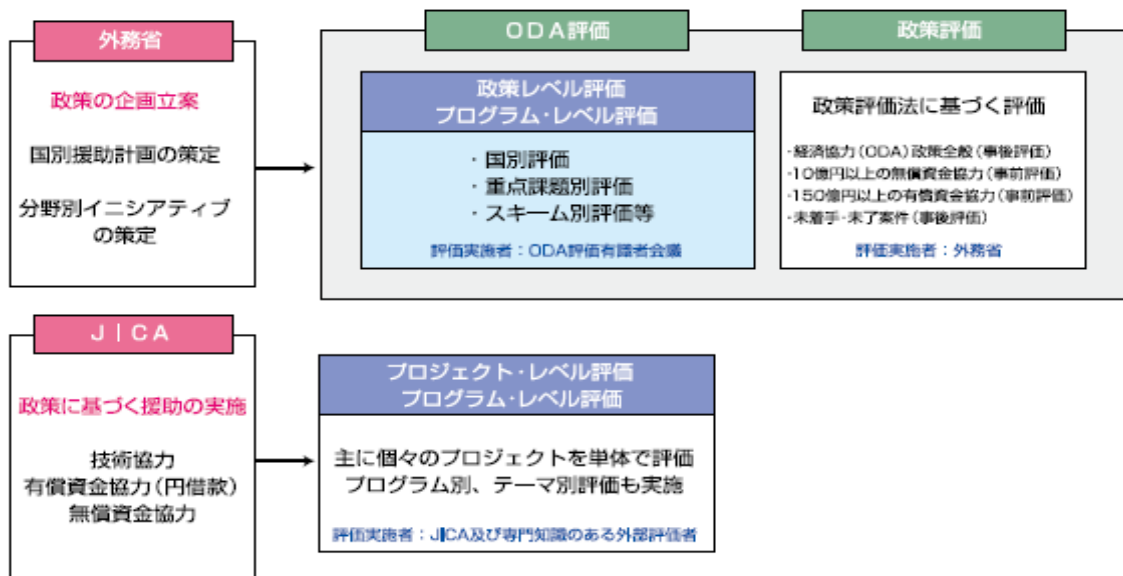 外務省
政策の企画立案
国別援助計画の策定
分野別イニシアティブ
の策定
ODA評価
政策レベル評価
プログラム・レベル評価
・国別評価
・重点課題別評価
・スキーム別評価等
評価実施者：ODA評価有識者会議
政策評価
政策評価法に基づく評価
・経済協力（ODA）政策全般（事後評価）
・10億円以上の無償資金協力（事前評価）
・150億円以上の有償資金協力（事前評価）
・未着手・未了案件（事後評価）
評価実施者：外務省
JICA
政策に基づく援助の実施
技術協力
有償資金協力（円借款）
無償資金協力
プロジェクト・レベル評価
プログラム・レベル評価
主に個々のプロジェクトを単体で評価
プログラム別、テーマ別評価も実施
評価実施者：JICA及び専門知識のある外部評価者